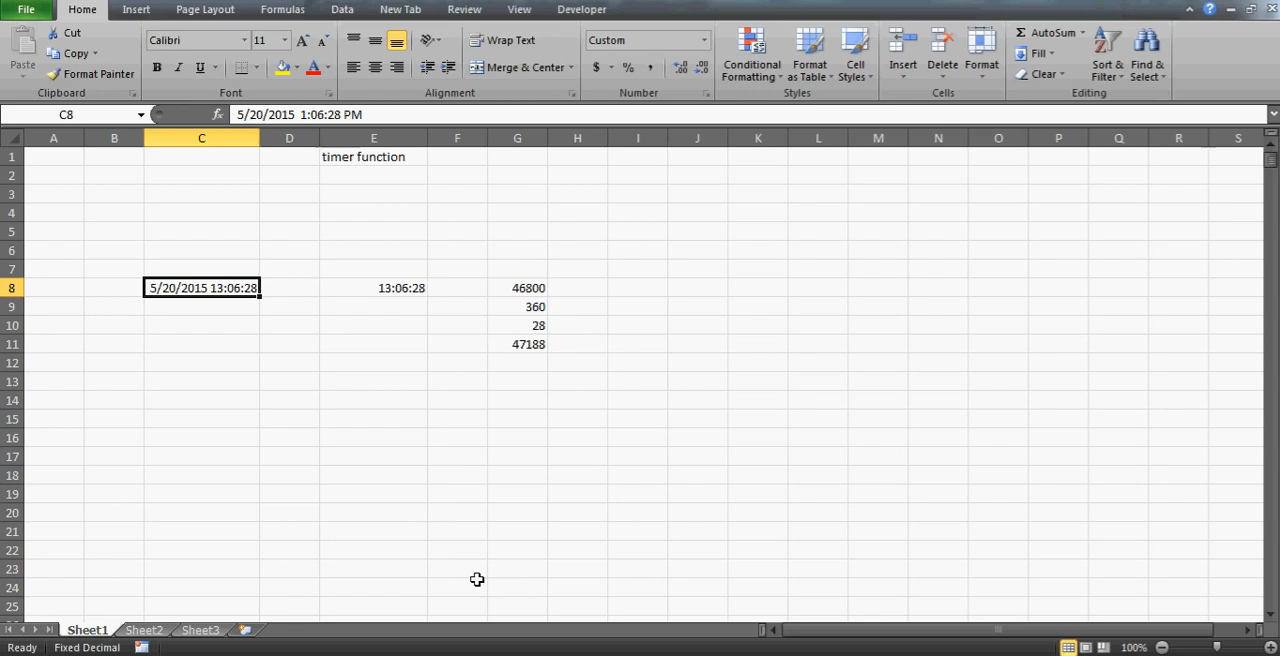 File Home Insert Page Layout Formulas Data New Tab Review View Developer
Paste Cut Copy Format Painter Clipboard
Calibri 11 A A B I U A Font
Wrap Text Merge & Center Alignment
Custom $ % , .00 .0 Number
Conditional Formatting Format as Table Cell Styles Styles
Insert Delete Format Cells
Σ AutoSum Fill Clear Sort & Filter Find & Select Editing
C8 fx 5/20/2015 1:06:28 PM
A B C D E F G H I J K L M N O P Q R S
1 timer function
2
3
4
5
6
7
8 5/20/2015 13:06:28 13:06:28 46800
9 360
10 28
11 47188
12
13
14
15
16
17
18
19
20
21
22
23
24
25
Sheet1 Sheet2 Sheet3
Ready Fixed Decimal 100%